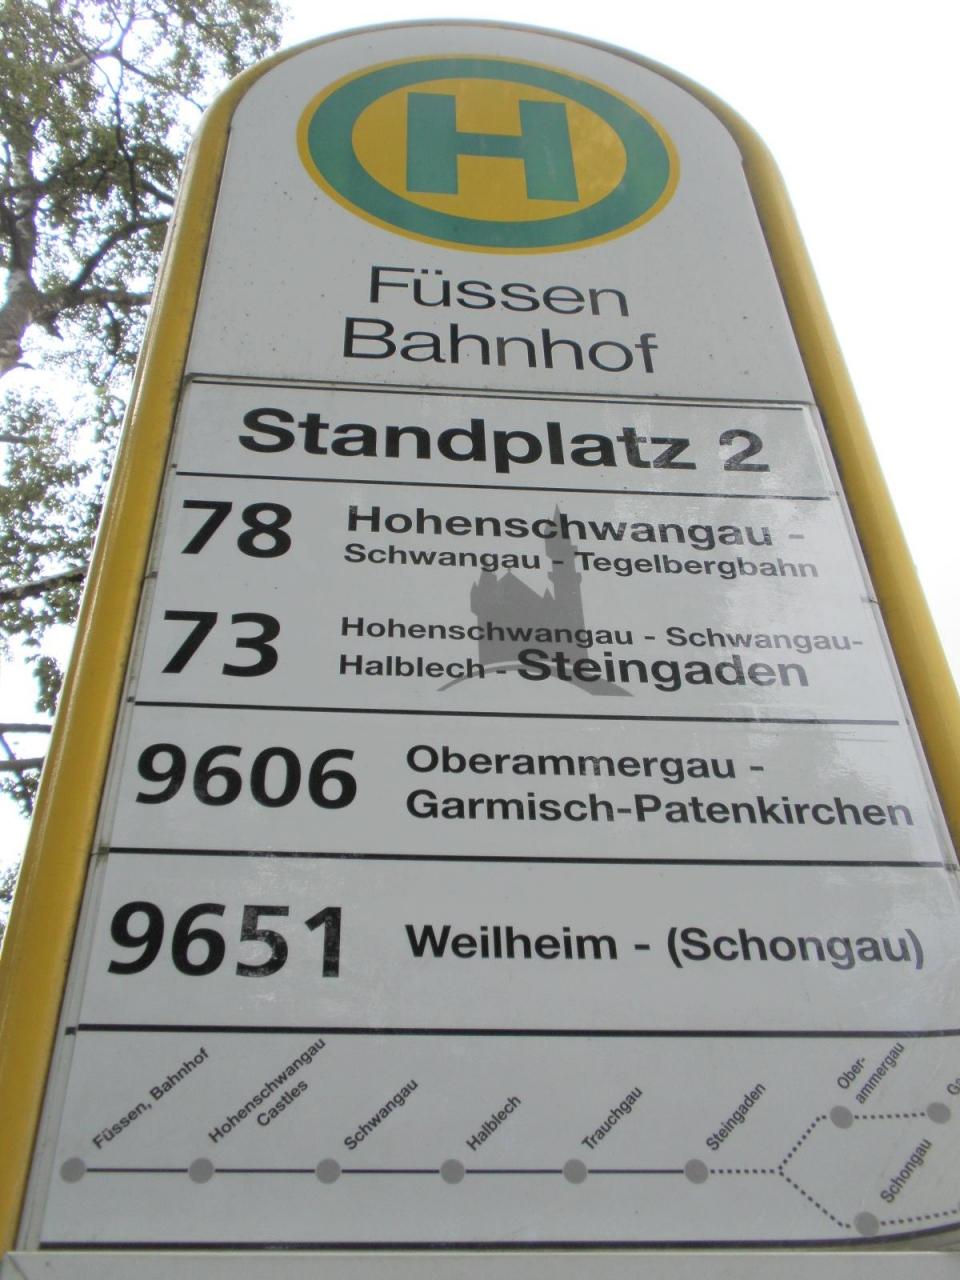 H
Füssen
Bahnhof
Standplatz 2
78 Hohenschwangau -
Schwangau - Tegelbergbahn
73 Hohenschwangau - Schwangau-
Halblech - Steingaden
9606 Oberammergau -
Garmisch-Patenkirchen
9651 Weilheim - (Schongau)
Füssen, Bahnhof
Hohenschwangau
Castles
Schwangau
Halblech
Trauchgau
Steingaden
Ober-
ammergau
Schongau